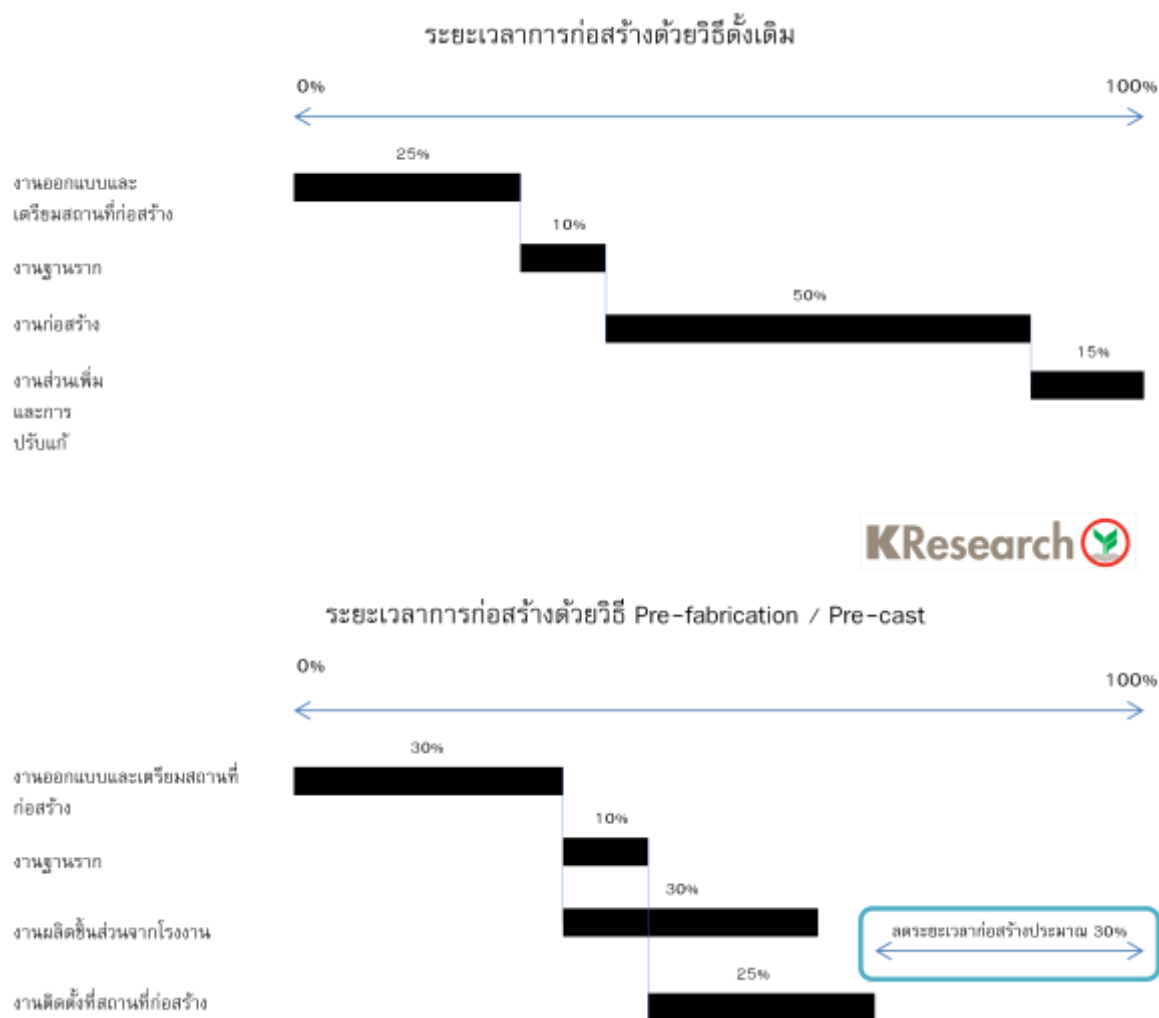 ระยะเวลาการก่อสร้างด้วยวิธีดั้งเดิม
0%
100%
25%
งานออกแบบและ
เตรียมสถานที่ก่อสร้าง
10%
งานฐานราก
50%
งานก่อสร้าง
15%
งานส่วนเพิ่ม
และการ
ปรับแก้
KResearch
ระยะเวลาการก่อสร้างด้วยวิธี Pre-fabrication / Pre-cast
0%
100%
30%
งานออกแบบและเตรียมสถานที่
ก่อสร้าง
10%
งานฐานราก
30%
งานผลิตชิ้นส่วนจากโรงงาน
ลดระยะเวลาก่อสร้างประมาณ 30%
25%
งานติดตั้งที่สถานที่ก่อสร้าง